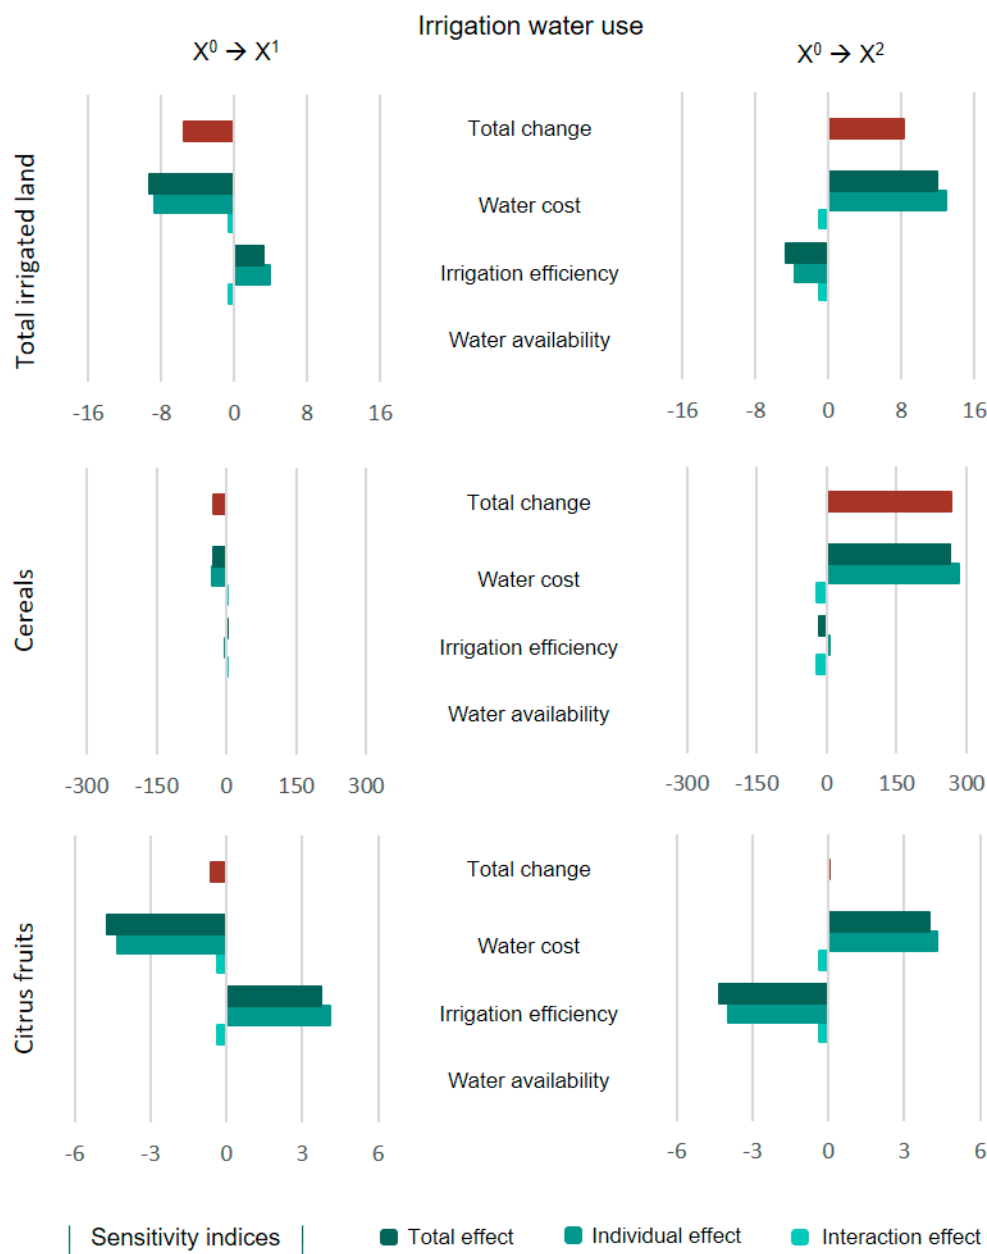 Irrigation water use
X⁰ → X¹
X⁰ → X²
Total irrigated land
Total change
Water cost
Irrigation efficiency
Water availability
-16 -8 0 8 16
-16 -8 0 8 16
Cereals
Total change
Water cost
Irrigation efficiency
Water availability
-300 -150 0 150 300
-300 -150 0 150 300
Citrus fruits
Total change
Water cost
Irrigation efficiency
Water availability
-6 -3 0 3 6
-6 -3 0 3 6
Sensitivity indices
Total effect
Individual effect
Interaction effect